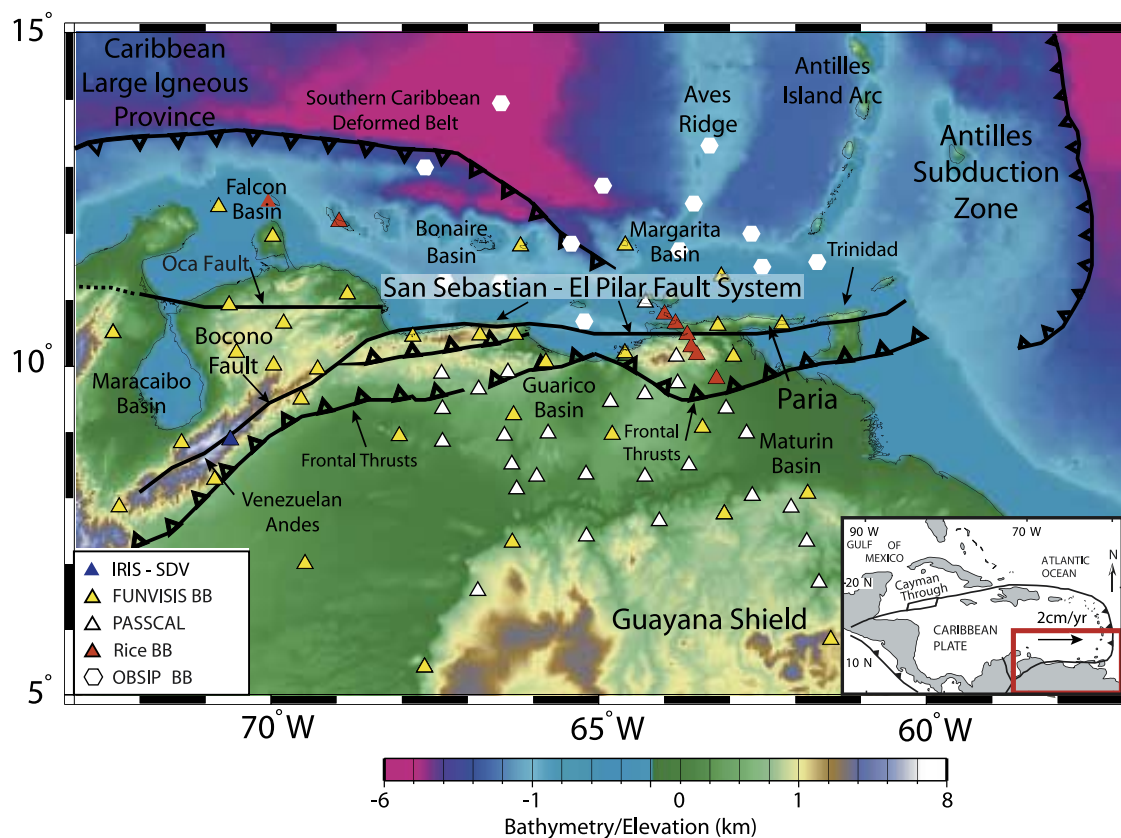 15°
Caribbean
Large Igneous
Province
Southern Caribbean
Deformed Belt
Aves
Ridge
Antilles
Island Arc
Antilles
Subduction
Zone
Falcon
Basin
Bonaire
Basin
Margarita
Basin
Trinidad
Oca Fault
San Sebastian - El Pilar Fault System
Bocono
Fault
10°
Maracaibo
Basin
Guarico
Basin
Paria
Frontal Thrusts
Frontal
Thrusts
Maturin
Basin
Venezuelan
Andes
IRIS - SDV
FUNVISIS BB
PASSCAL
Rice BB
OBSIP BB
Guayana Shield
90 W
70 W
GULF OF
MEXICO
ATLANTIC
OCEAN
N
20 N
Cayman
Through
2cm/yr
CARIBBEAN
PLATE
10 N
5°
70°W
65°W
60°W
-6
-1
0
1
8
Bathymetry/Elevation (km)